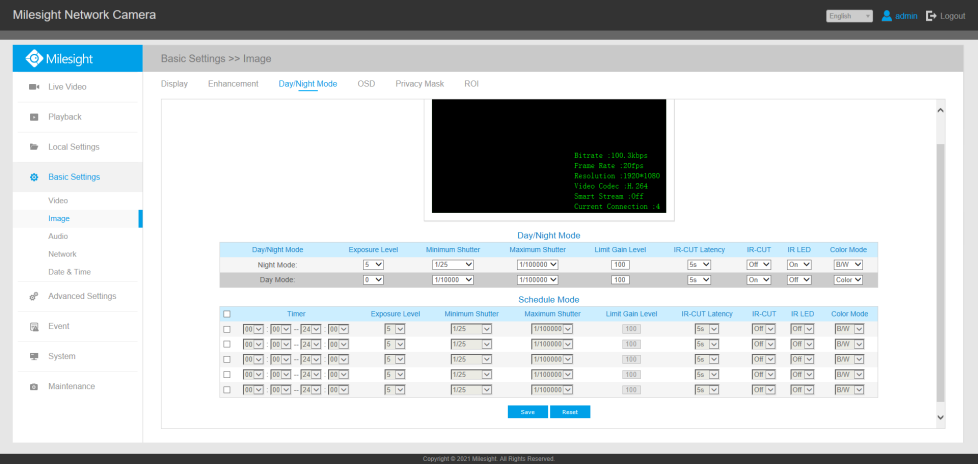 Milesight Network Camera
English admin Logout
Milesight Basic Settings >> Image
Live Video
Playback
Local Settings
Basic Settings
Video
Image
Audio
Network
Date & Time
Advanced Settings
Event
System
Maintenance
Display Enhancement Day/Night Mode OSD Privacy Mask ROI
Bitrate :100.3kbps
Frame Rate :20fps
Resolution :1920*1080
Video Codec :H.264
Smart Stream :Off
Current Connection :4
Day/Night Mode
Day/Night Mode Exposure Level Minimum Shutter Maximum Shutter Limit Gain Level IR-CUT Latency IR-CUT IR LED Color Mode
Night Mode: 5 1/25 1/100000 100 5s Off On B/W
Day Mode: 0 1/10000 1/100000 100 5s On Off Color
Schedule Mode
Timer Exposure Level Minimum Shutter Maximum Shutter Limit Gain Level IR-CUT Latency IR-CUT IR LED Color Mode
00 : 00 -- 24 : 00 5 1/25 1/100000 100 5s Off Off B/W
00 : 00 -- 24 : 00 5 1/25 1/100000 100 5s Off Off B/W
00 : 00 -- 24 : 00 5 1/25 1/100000 100 5s Off Off B/W
00 : 00 -- 24 : 00 5 1/25 1/100000 100 5s Off Off B/W
00 : 00 -- 24 : 00 5 1/25 1/100000 100 5s Off Off B/W
Save Reset
Copyright © 2021 Milesight. All Rights Reserved.